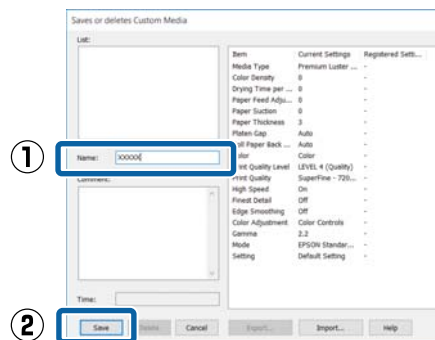 Saves or deletes Custom Media
List:
Item Current Settings Registered Setti...
Media Type Premium Luster ... -
Color Density 0 -
Drying Time per ... 0 -
Paper Feed Adju... 0 -
Paper Suction 0 -
Paper Thickness 3 -
Platen Gap Auto -
oll Paper Back ... Auto -
① Name: XXXXX olor Color -
rint Quality Level LEVEL 4 (Quality) -
Comment: Print Quality SuperFine - 720... -
High Speed On -
Finest Detail Off -
Edge Smoothing Off -
Color Adjustment Color Controls -
Gamma 2.2 -
Mode EPSON Standar... -
Setting Default Setting -
Time:
② Save Delete Cancel Export... Import... Help